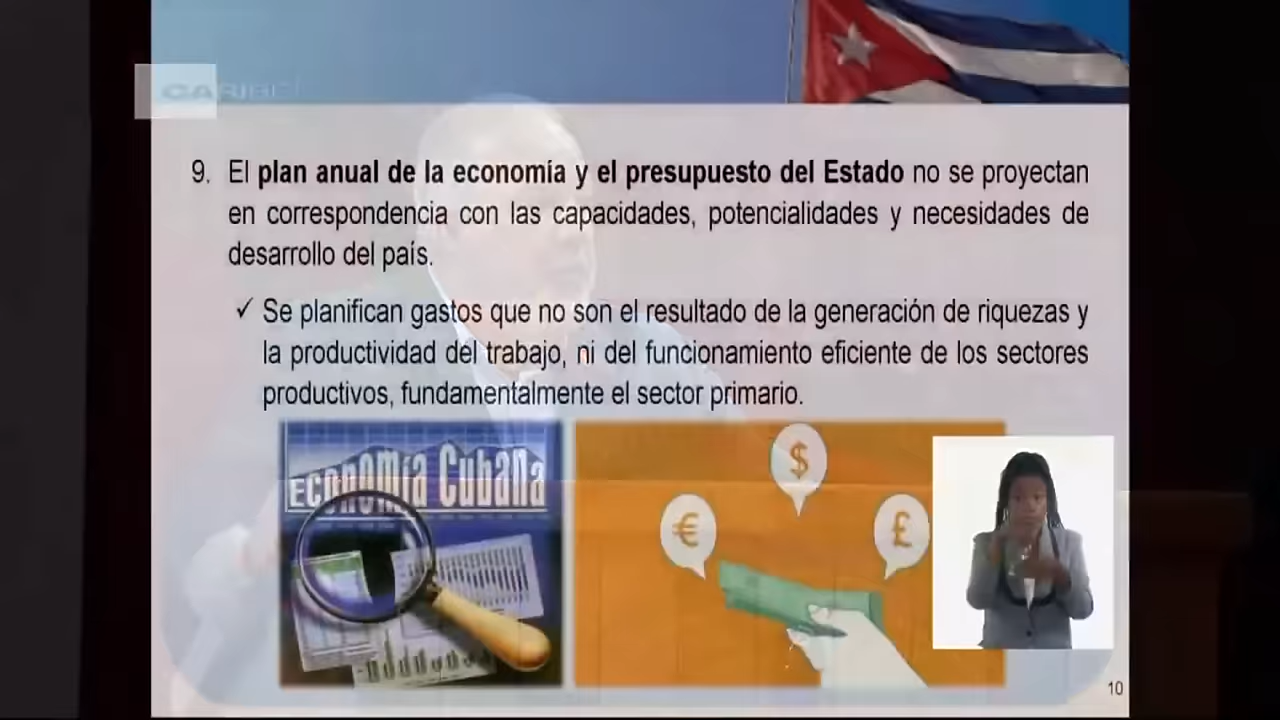 CARIBE
9. El plan anual de la economía y el presupuesto del Estado no se proyectan
en correspondencia con las capacidades, potencialidades y necesidades de
desarrollo del país.
✓ Se planifican gastos que no son el resultado de la generación de riquezas y
la productividad del trabajo, ni del funcionamiento eficiente de los sectores
productivos, fundamentalmente el sector primario.
Economía Cubana
$
€
£
10